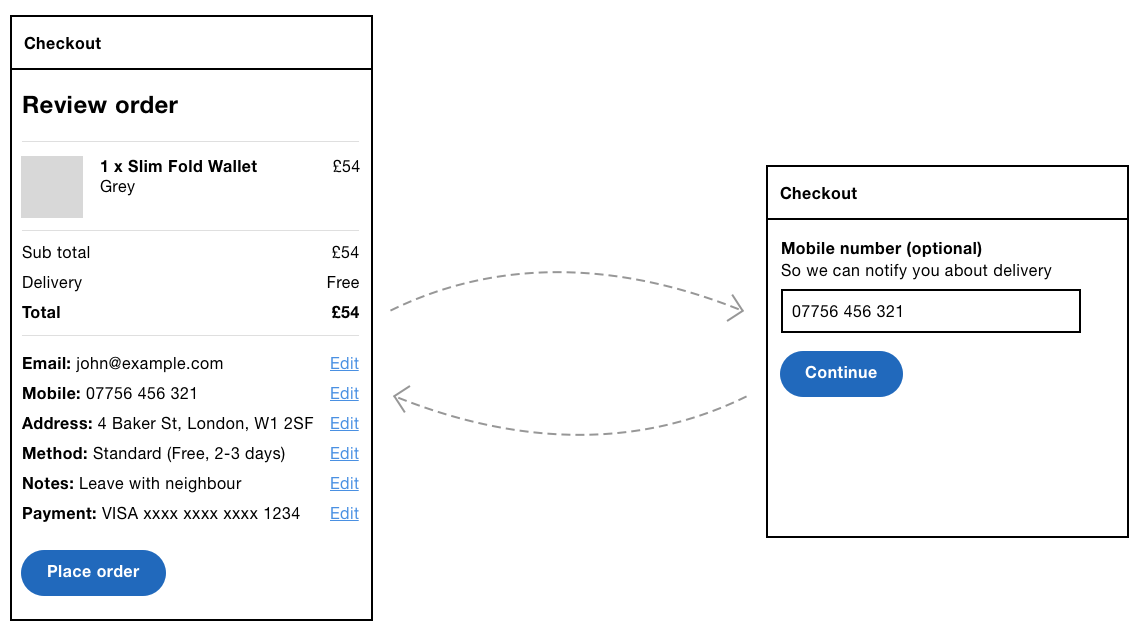 Checkout
Review order
1 x Slim Fold Wallet £54
Grey
Sub total £54
Delivery Free
Total £54
Email: john@example.com Edit
Mobile: 07756 456 321 Edit
Address: 4 Baker St, London, W1 2SF Edit
Method: Standard (Free, 2-3 days) Edit
Notes: Leave with neighbour Edit
Payment: VISA xxxx xxxx xxxx 1234 Edit
Place order
Checkout
Mobile number (optional)
So we can notify you about delivery
07756 456 321
Continue